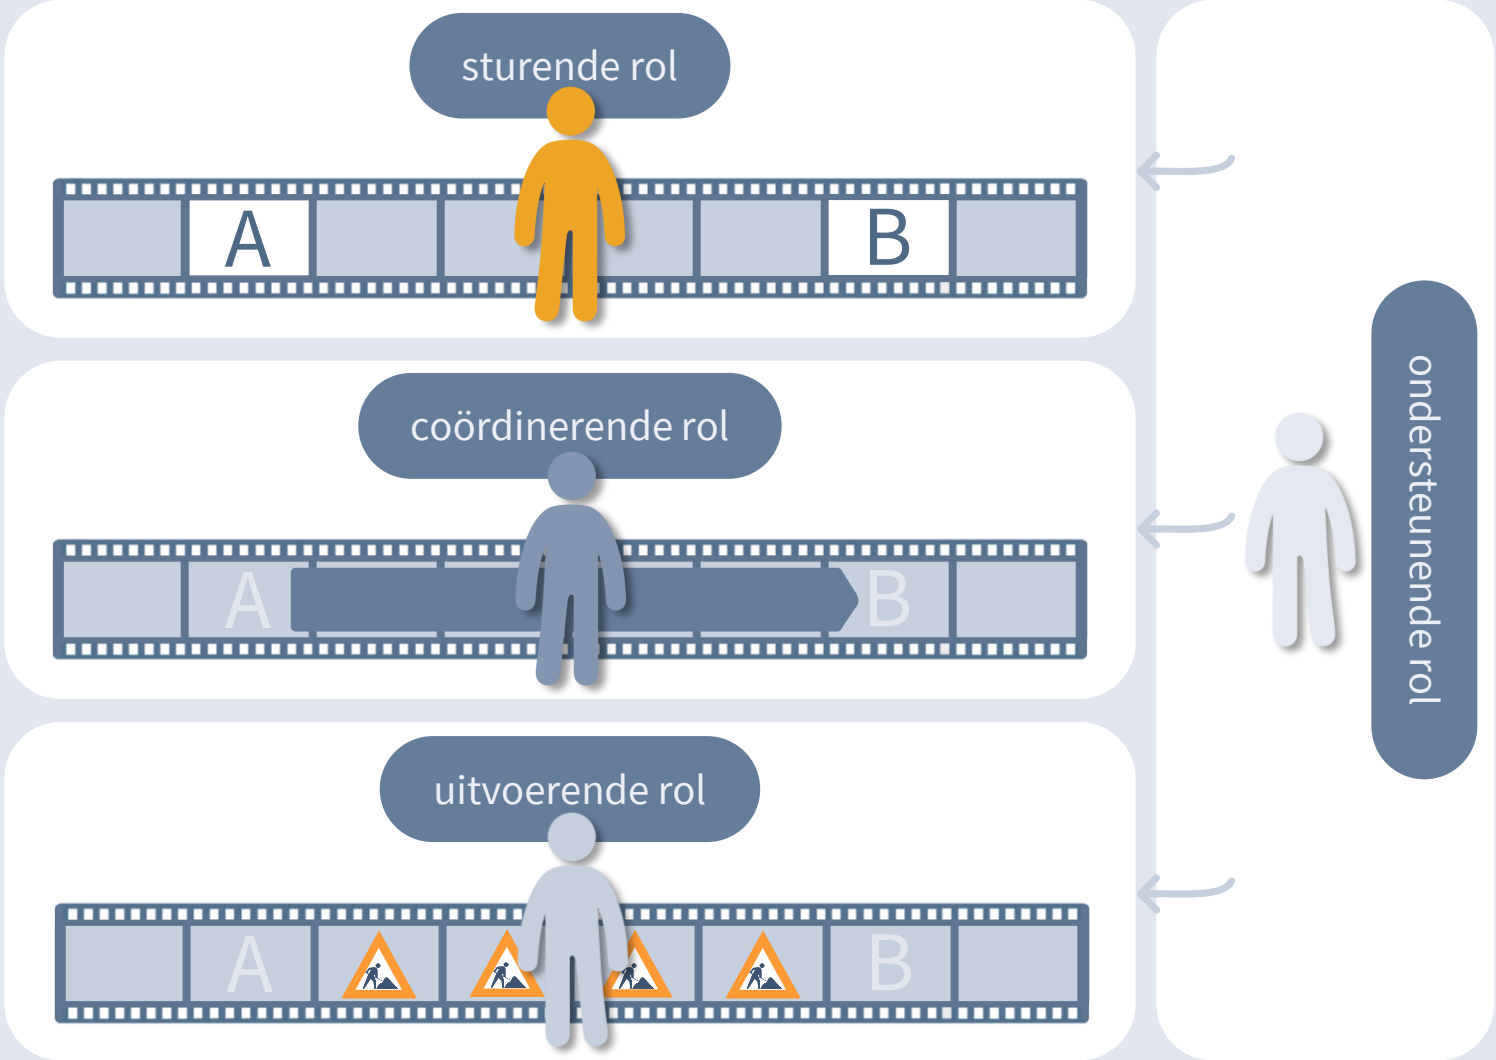 sturende rol
A
B
coördinerende rol
A
B
uitvoerende rol
A
B
ondersteunende rol